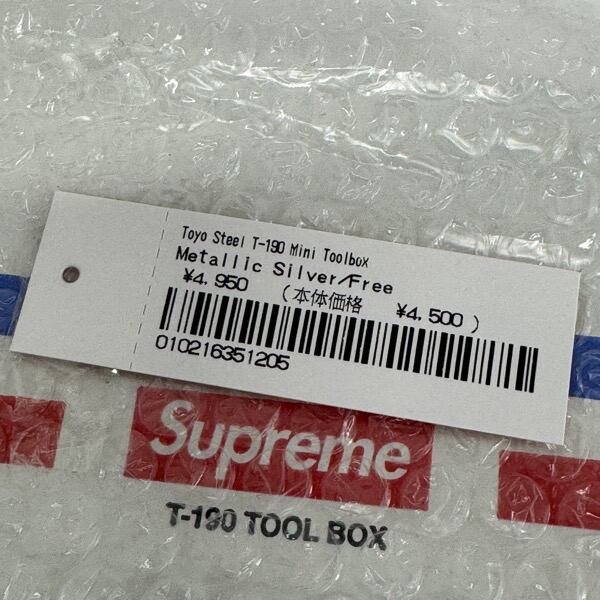 Toyo Steel T-190 Mini Toolbox
Metallic Silver/Free
¥4,950 (本体価格 ¥4,500)
010216351205
Supreme
T-190 TOOL BOX